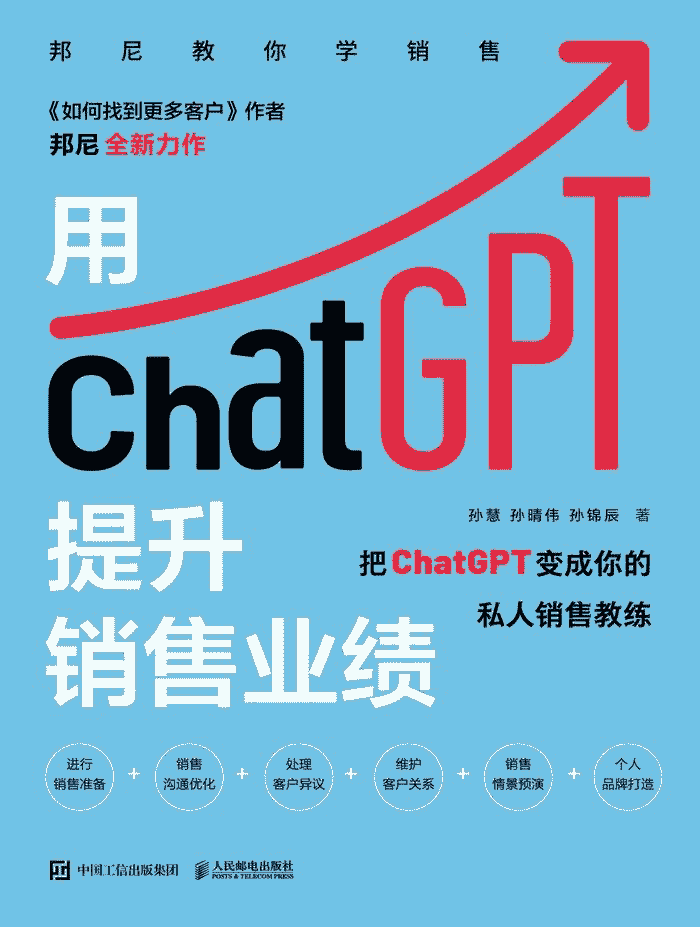 邦尼教你学销售
《如何找到更多客户》作者
邦尼全新力作
用
ChatGPT
提升
销售业绩
孙慧 孙晴伟 孙锦辰 著
把ChatGPT变成你的
私人销售教练
进行
销售准备
+
销售
沟通优化
+
处理
客户异议
+
维护
客户关系
+
销售
情景预演
+
个人
品牌打造
中国工信出版集团
人民邮电出版社
POSTS & TELECOM PRESS